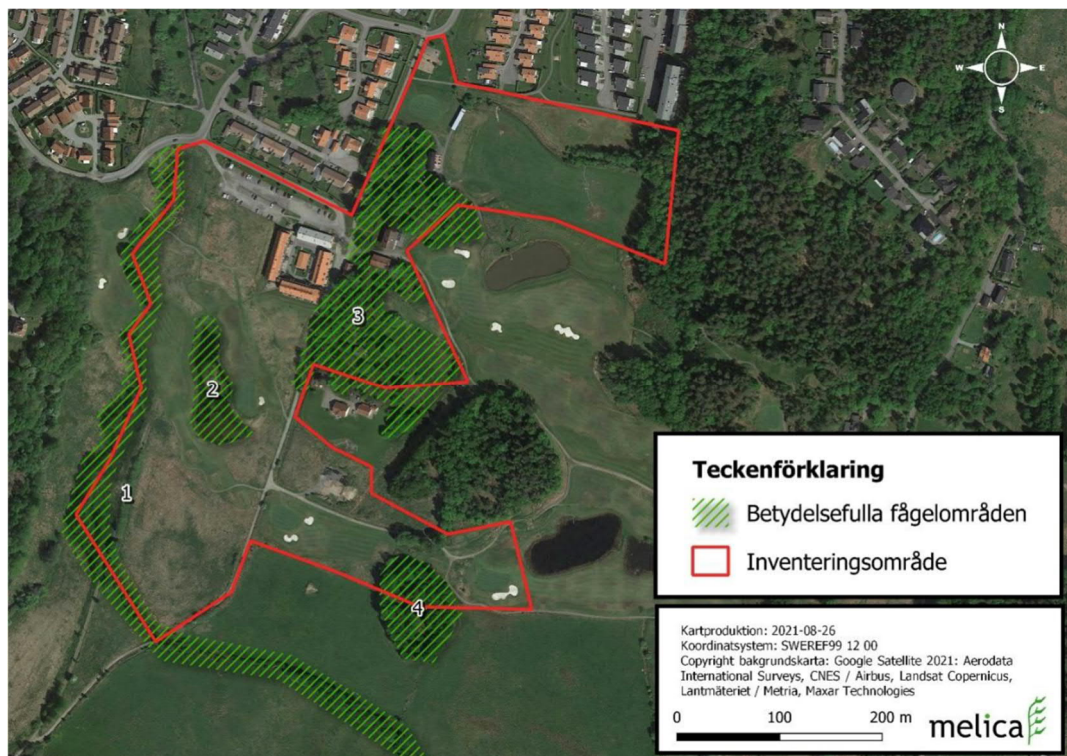 N
W E
S
3
2
1
4
Teckenförklaring
Betydelsefulla fågelområden
Inventeringsområde
Kartproduktion: 2021-08-26
Koordinatsystem: SWEREF99 12 00
Copyright bakgrundskarta: Google Satellite 2021: Aerodata
International Surveys, CNES / Airbus, Landsat Copernicus,
Lantmäteriet / Metria, Maxar Technologies
0 100 200 m
melica